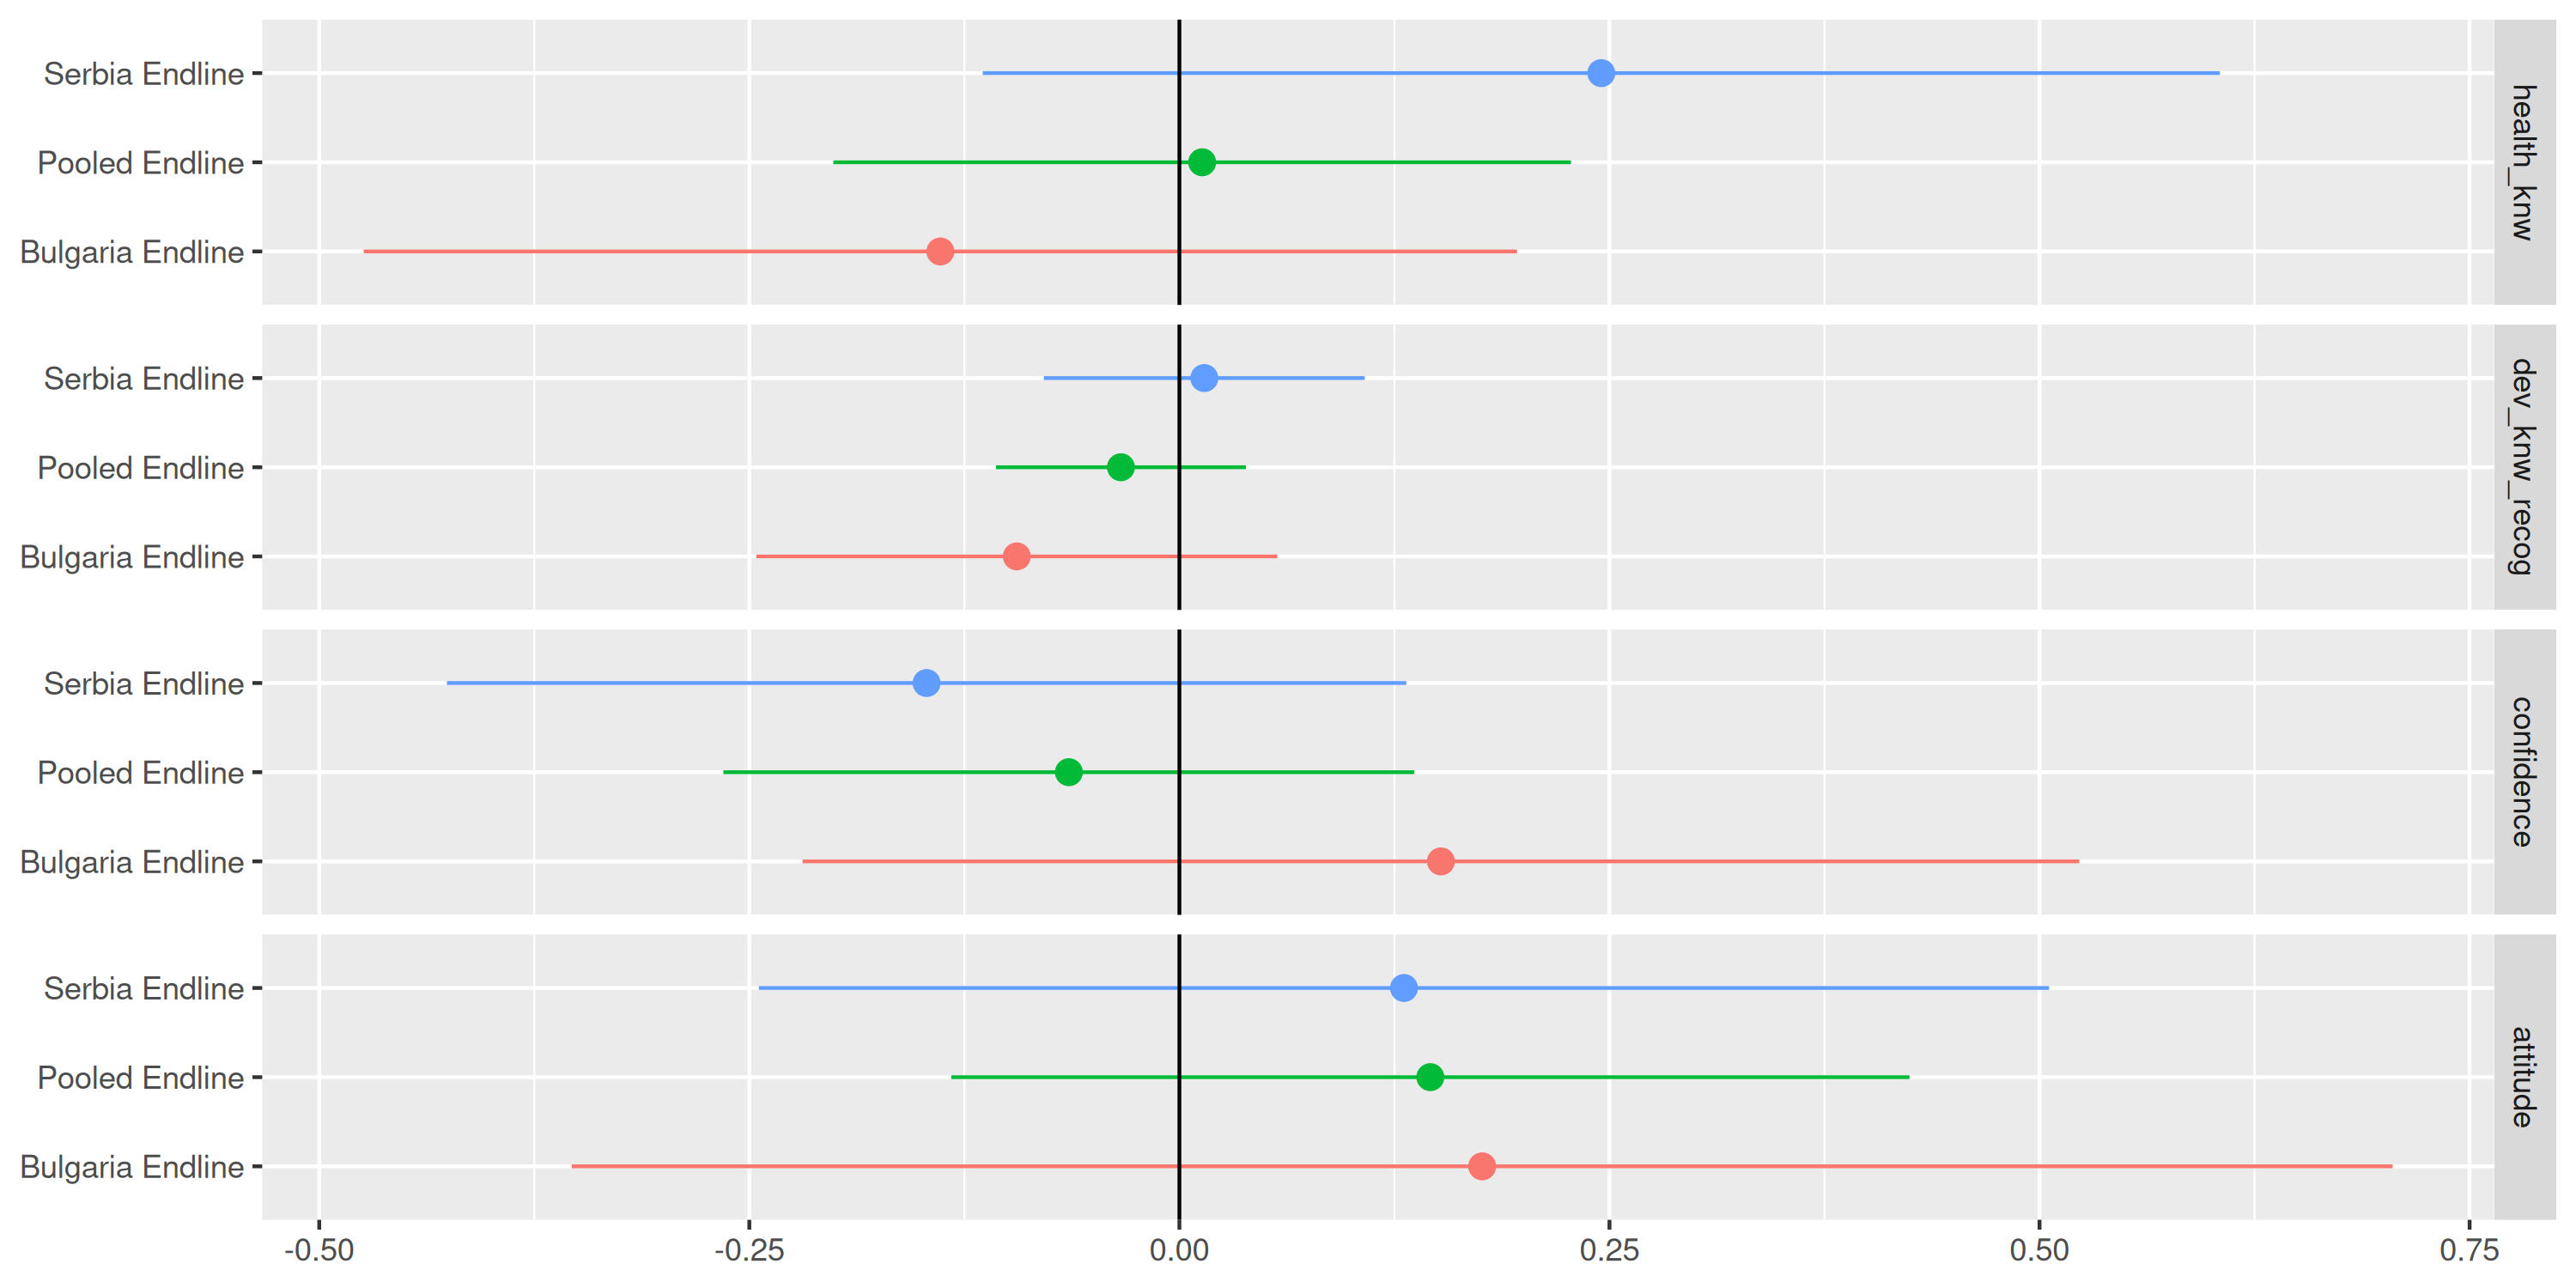 Serbia Endline
Pooled Endline
Bulgaria Endline
health_knw
Serbia Endline
Pooled Endline
Bulgaria Endline
dev_knw_recog
Serbia Endline
Pooled Endline
Bulgaria Endline
confidence
Serbia Endline
Pooled Endline
Bulgaria Endline
attitude
-0.50 -0.25 0.00 0.25 0.50 0.75